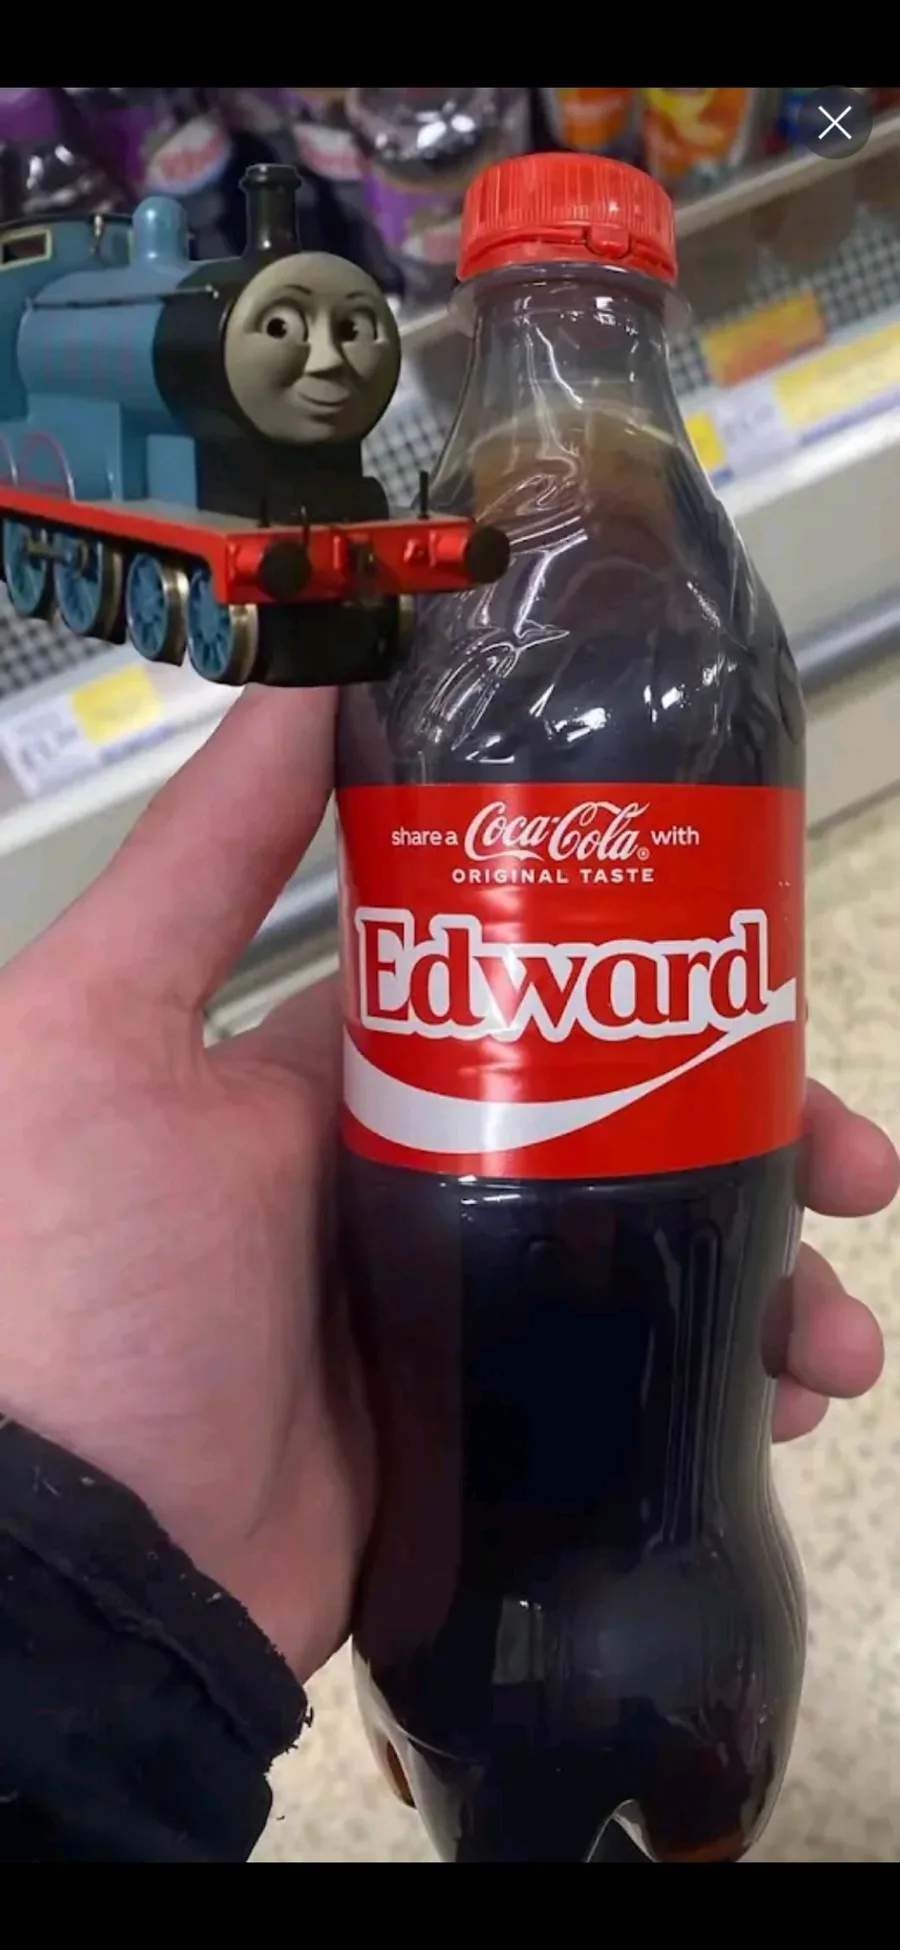 share a Coca-Cola® with
ORIGINAL TASTE
Edward